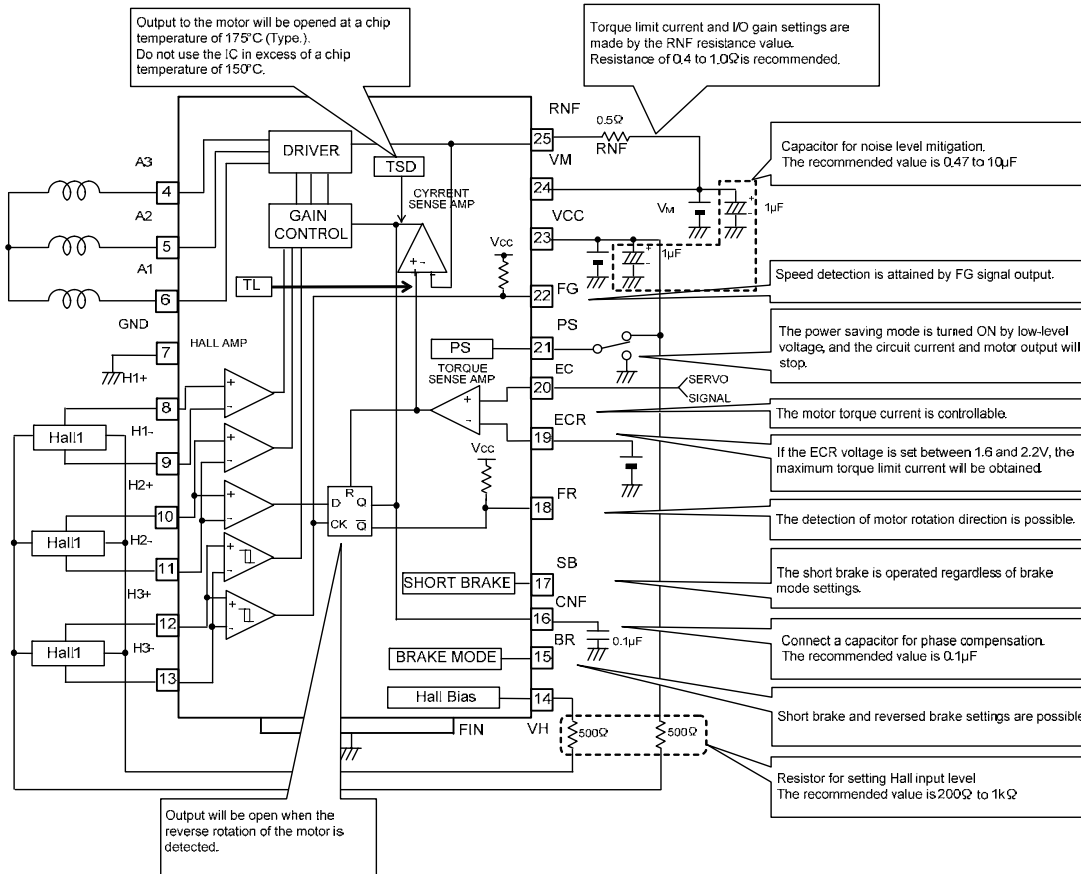 Output to the motor will be opened at a chip
temperature of 175°C (Type.).
Do not use the IC in excess of a chip
temperature of 150°C.
Torque limit current and I/O gain settings are
made by the RNF resistance value.
Resistance of 0.4 to 1.0Ω is recommended.
RNF
0.5Ω
25
RNF
VM
DRIVER
TSD
Capacitor for noise level mitigation.
The recommended value is 0.47 to 10μF
A3
4
CYRRENT
SENSE AMP
24
VM
+
-
1μF
A2
GAIN
CONTROL
VCC
5
+ -
Vcc
23
+
-
1μF
A1
TL
6
22
FG
Speed detection is attained by FG signal output.
GND
7
HALL AMP
PS
PS
21
The power saving mode is turned ON by low-level
voltage, and the circuit current and motor output will
stop.
H1+
TORQUE
SENSE AMP
EC
8
+
-
+
-
20
SERVO
SIGNAL
The motor torque current is controllable.
H1-
Hall1
ECR
9
19
If the ECR voltage is set between 1.6 and 2.2V, the
maximum torque limit current will be obtained.
+
-
Vcc
H2+
10
+
-
R
D Q
CK Q̅
FR
18
The detection of motor rotation direction is possible.
Hall1
H2-
11
+
-
SB
SHORT BRAKE
17
The short brake is operated regardless of brake
mode settings.
H3+
12
+
-
CNF
16
0.1μF
Connect a capacitor for phase compensation.
The recommended value is 0.1μF
Hall1
H3-
BR
BRAKE MODE
15
13
Hall Bias
14
Short brake and reversed brake settings are possible
FIN
VH
500Ω
500Ω
Resistor for setting Hall input level
The recommended value is 200Ω to 1kΩ
Output will be open when the
reverse rotation of the motor is
detected.